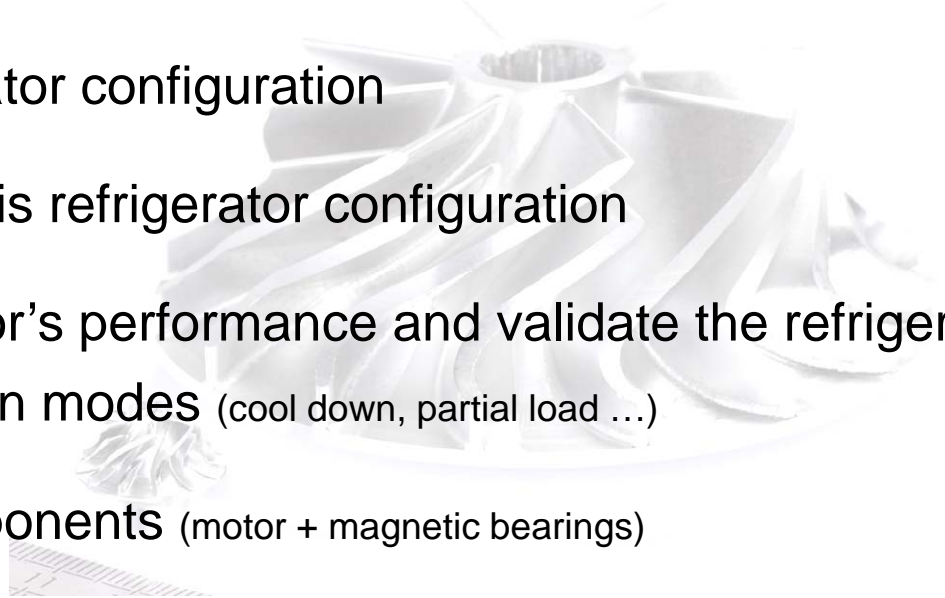 tor configuration
is refrigerator configuration
or’s performance and validate the refriger
n modes (cool down, partial load …)
onents (motor + magnetic bearings)
11